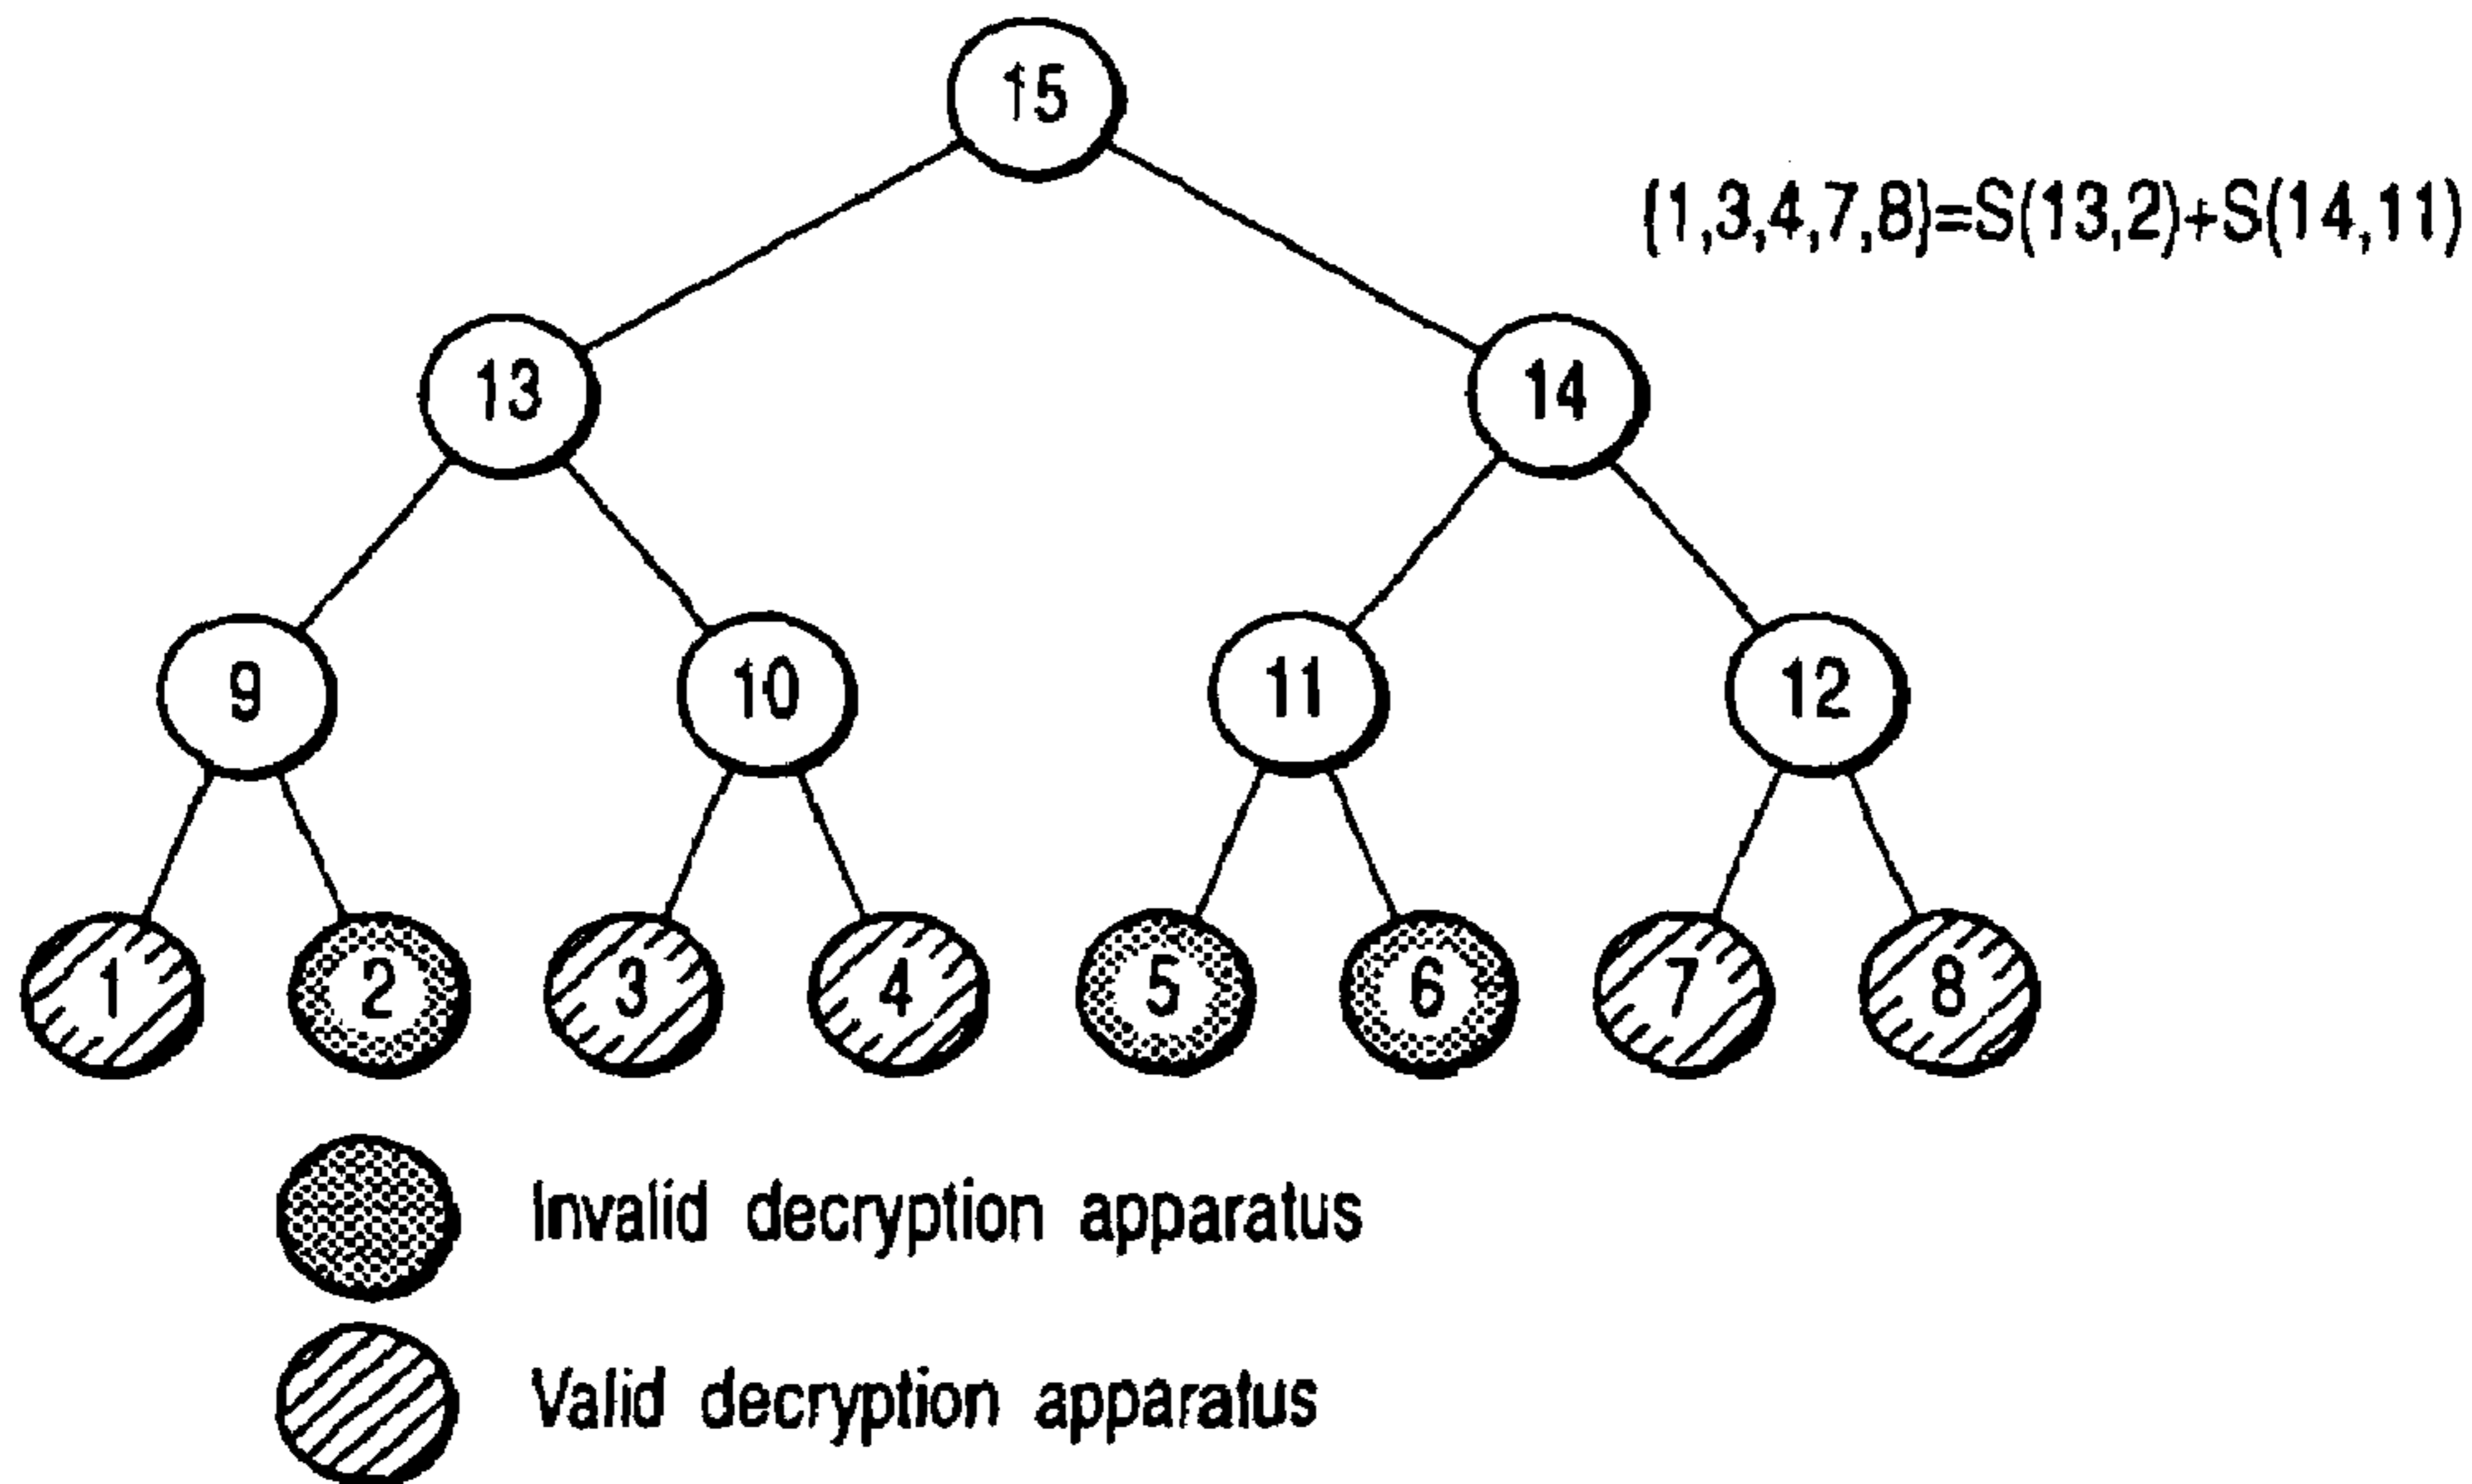 15
{1,3,4,7,8}=S(13,2)+S(14,11)
13 14
9 10 11 12
1 2 3 4 5 6 7 8
Invalid decryption apparatus
Valid decryption apparatus